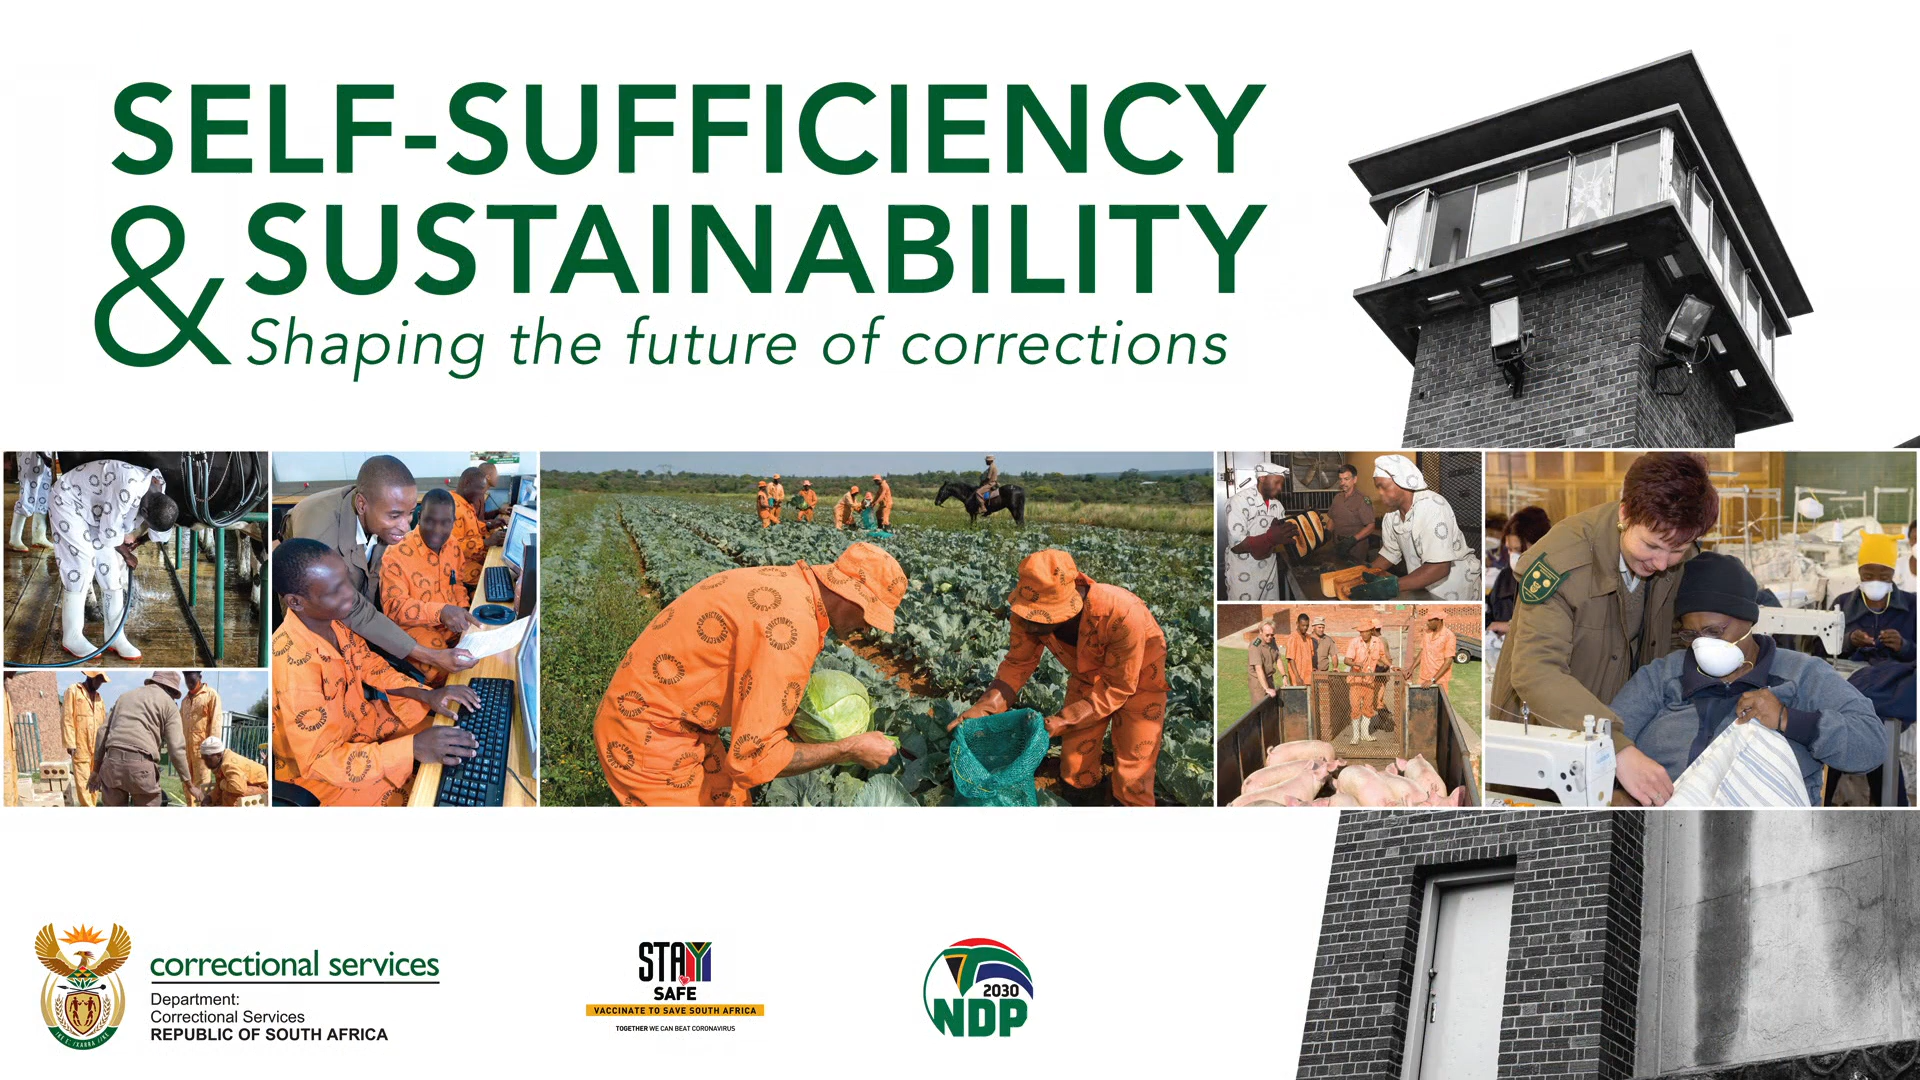 SELF-SUFFICIENCY
& SUSTAINABILITY
Shaping the future of corrections
correctional services
Department:
Correctional Services
REPUBLIC OF SOUTH AFRICA
STAY
SAFE
VACCINATE TO SAVE SOUTH AFRICA
TOGETHER WE CAN BEAT CORONAVIRUS
2030
NDP